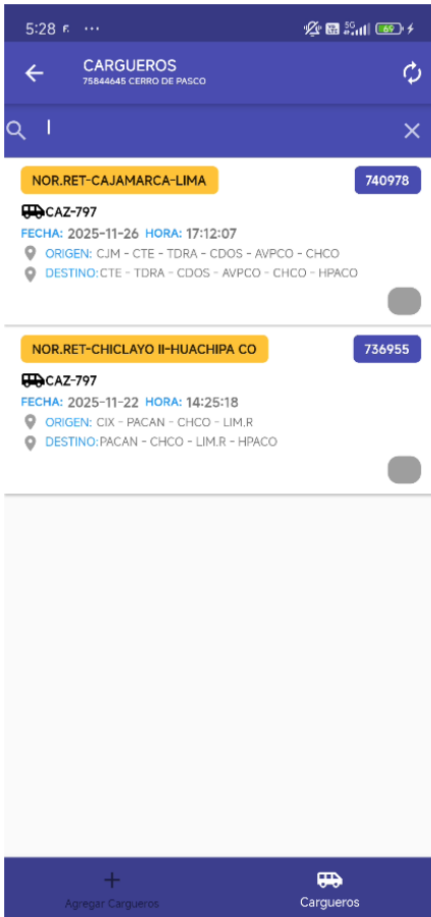 5:28
5G
69
CARGUEROS
75844645 CERRO DE PASCO
NOR.RET-CAJAMARCA-LIMA
740978
CAZ-797
FECHA: 2025-11-26 HORA: 17:12:07
ORIGEN: CJM - CTE - TDRA - CDOS - AVPCO - CHCO
DESTINO:CTE - TDRA - CDOS - AVPCO - CHCO - HPACO
NOR.RET-CHICLAYO II-HUACHIPA CO
736955
CAZ-797
FECHA: 2025-11-22 HORA: 14:25:18
ORIGEN: CIX - PACAN - CHCO - LIM.R
DESTINO:PACAN - CHCO - LIM.R - HPACO
Agregar Cargueros
Cargueros